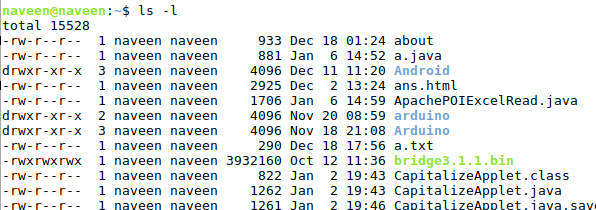 naveen@naveen:~$ ls -l
total 15528
-rw-r--r-- 1 naveen naveen 933 Dec 18 01:24 about
-rw-r--r-- 1 naveen naveen 881 Jan 6 14:52 a.java
drwxr-xr-x 3 naveen naveen 4096 Dec 11 11:20 Android
-rw-r--r-- 1 naveen naveen 2925 Dec 2 13:24 ans.html
-rw-r--r-- 1 naveen naveen 1706 Jan 6 14:59 ApachePOIExcelRead.java
drwxr-xr-x 2 naveen naveen 4096 Nov 20 08:59 arduino
drwxr-xr-x 3 naveen naveen 4096 Nov 18 21:08 Arduino
-rw-r--r-- 1 naveen naveen 290 Dec 18 17:56 a.txt
-rwxrwxrwx 1 naveen naveen 3932160 Oct 12 11:36 bridge3.1.1.bin
-rw-r--r-- 1 naveen naveen 822 Jan 2 19:43 CapitalizeApplet.class
-rw-r--r-- 1 naveen naveen 1262 Jan 2 19:43 CapitalizeApplet.java
-rw-r--r-- 1 naveen naveen 1261 Jan 2 19:46 CapitalizeApplet.java.save